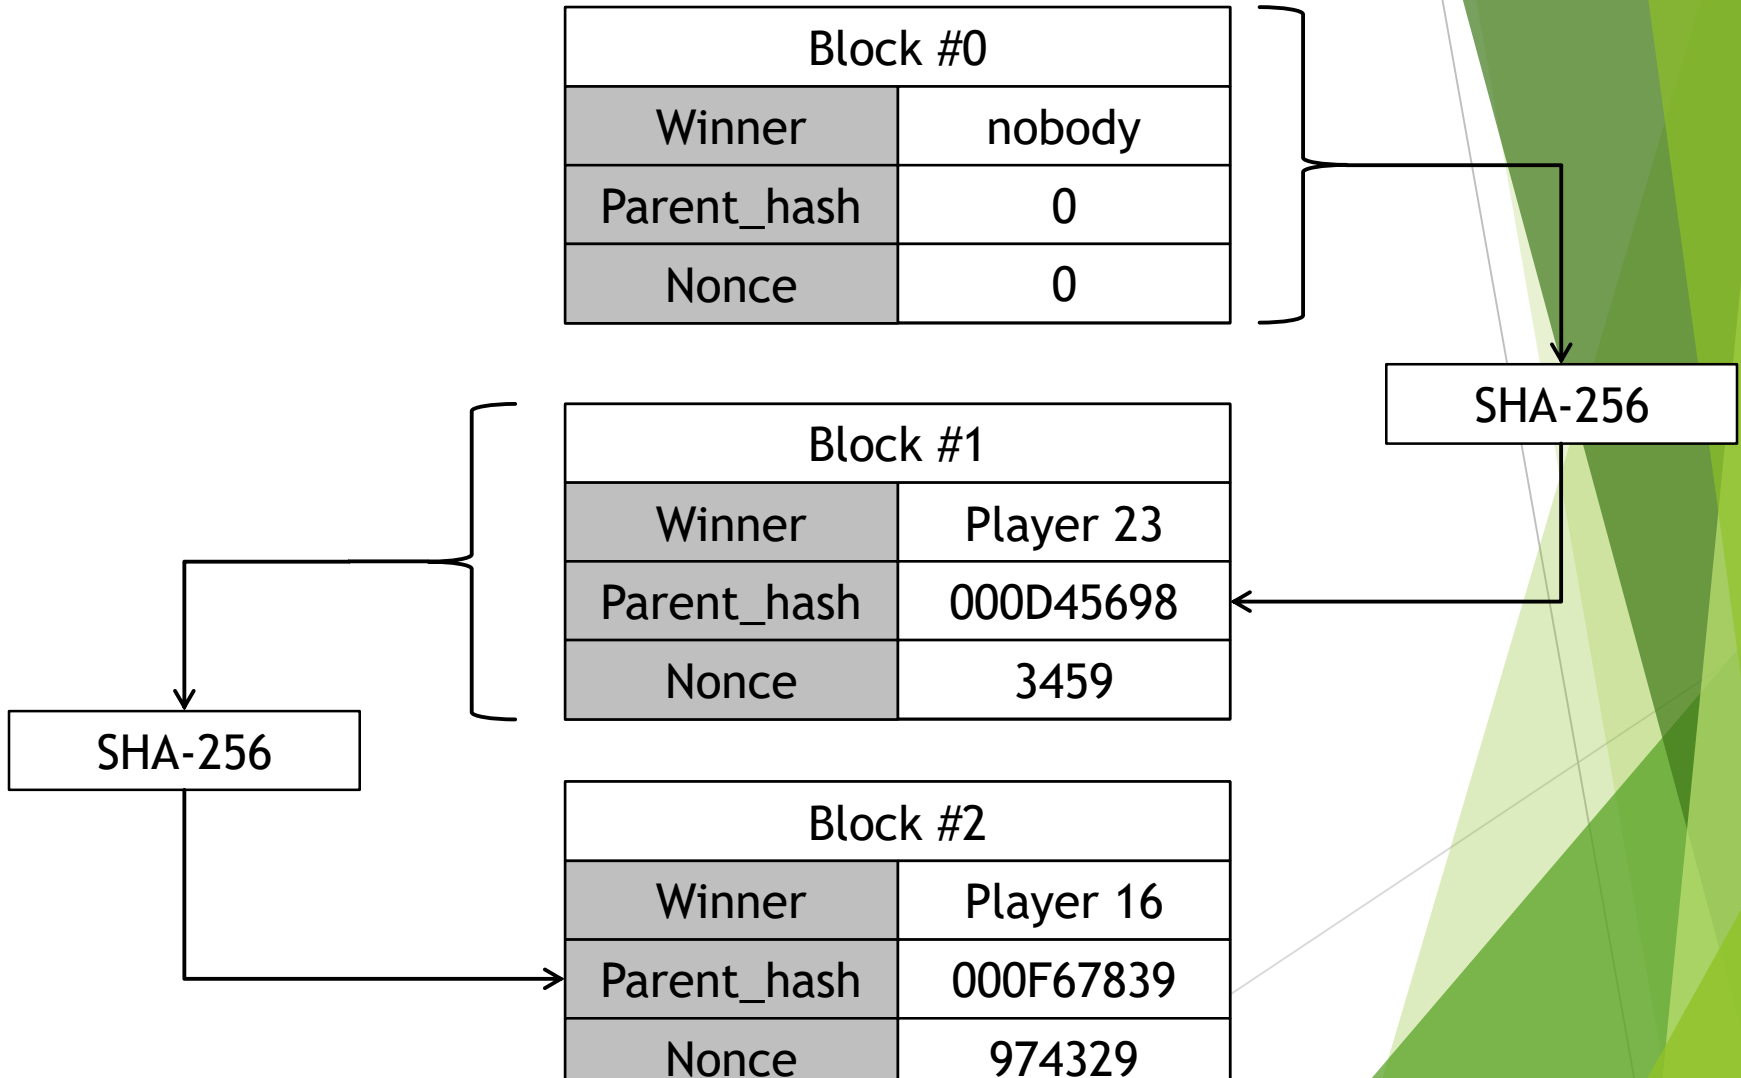 Block #0
Winner nobody
Parent_hash 0
Nonce 0
SHA-256
Block #1
Winner Player 23
Parent_hash 000D45698
Nonce 3459
SHA-256
Block #2
Winner Player 16
Parent_hash 000F67839
Nonce 974329